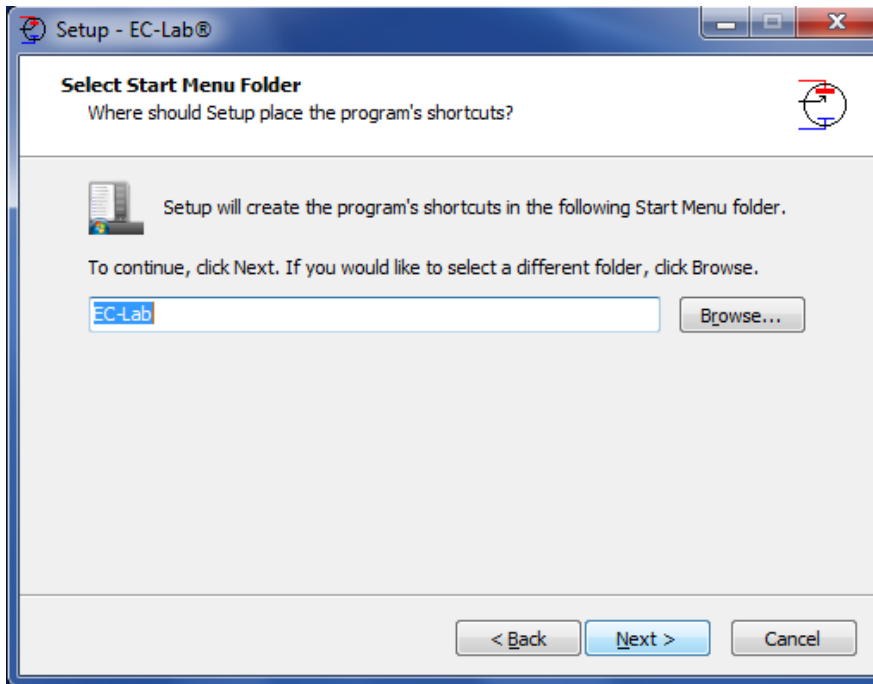 Setup - EC-Lab®
Select Start Menu Folder
Where should Setup place the program's shortcuts?
Setup will create the program's shortcuts in the following Start Menu folder.
To continue, click Next. If you would like to select a different folder, click Browse.
EC-Lab
Browse...
< Back
Next >
Cancel